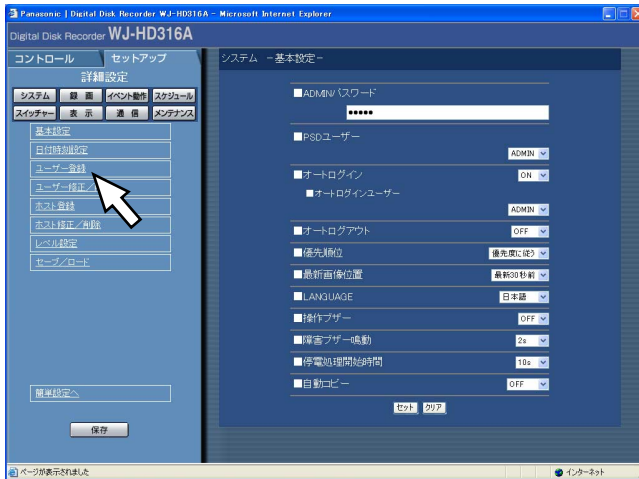 Panasonic | Digital Disk Recorder WJ-HD316A - Microsoft Internet Explorer
Digital Disk Recorder WJ-HD316A
コントロール セットアップ
詳細設定
システム 録画 イベント動作 スケジュール
スイッチャー 表示 通信 メンテナンス
基本設定
日付時刻設定
ユーザー登録
ユーザー修正／
ホスト登録
ホスト修正／削除
レベル設定
セーブ／ロード
簡単設定へ
保存
システム －基本設定－
■ADMINパスワード
●●●●●
■PSDユーザー
ADMIN
■オートログイン ON
■オートログインユーザー
ADMIN
■オートログアウト OFF
■優先順位 優先度に従う
■最新画像位置 最新30秒前
■LANGUAGE 日本語
■操作ブザー OFF
■障害ブザー鳴動 2s
■停電処理開始時間 10s
■自動コピー OFF
セット クリア
ページが表示されました インターネット